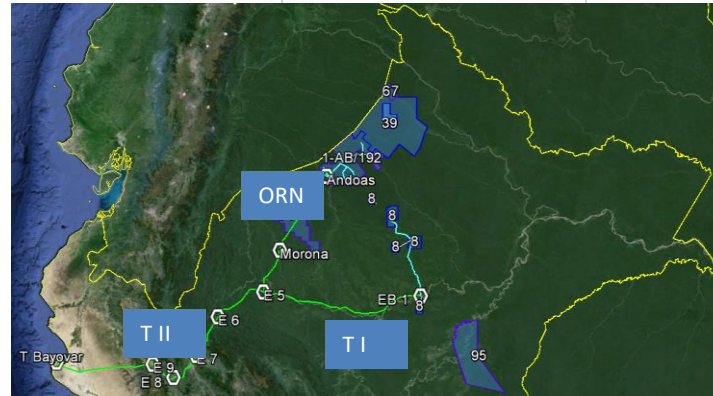 67
39
1-AB/192
Andoas
ORN
8
8
8 8
Morona
E 5
EB 1
8
E 6
T II
T I
T Bayovar
E 9
E 7
E 8
95